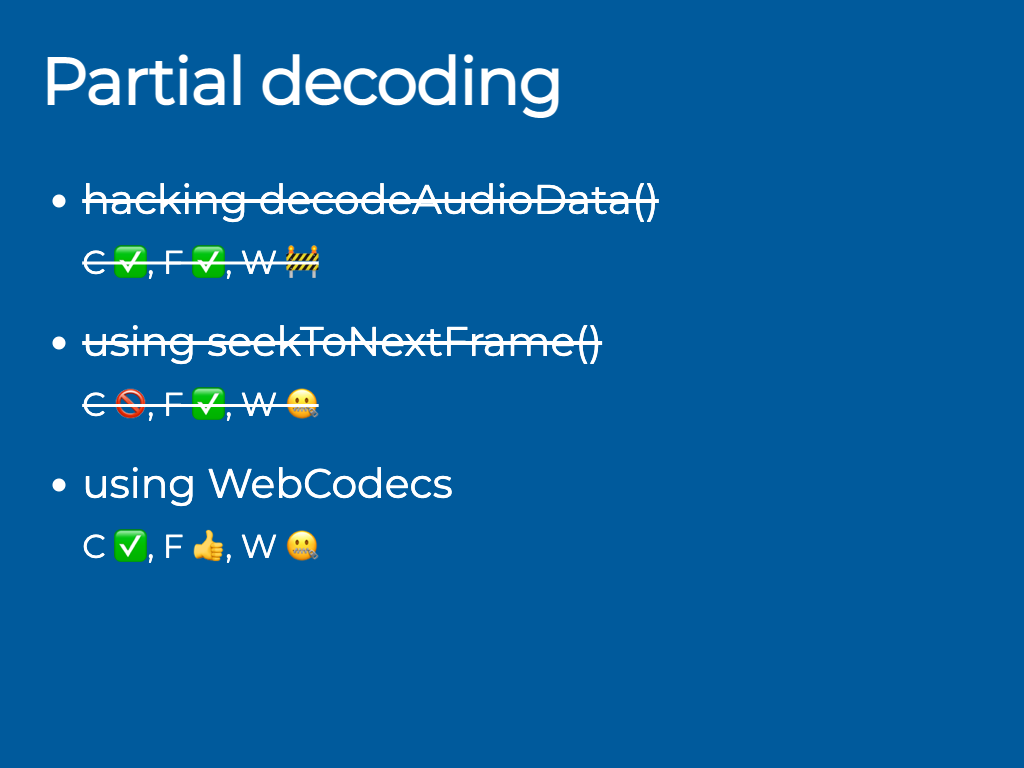 Partial decoding
• hacking decodeAudioData()
C ✅, F ✅, W 🚧
• using seekToNextFrame()
C 🚫, F ✅, W 🤐
• using WebCodecs
C ✅, F 👍, W 🤐